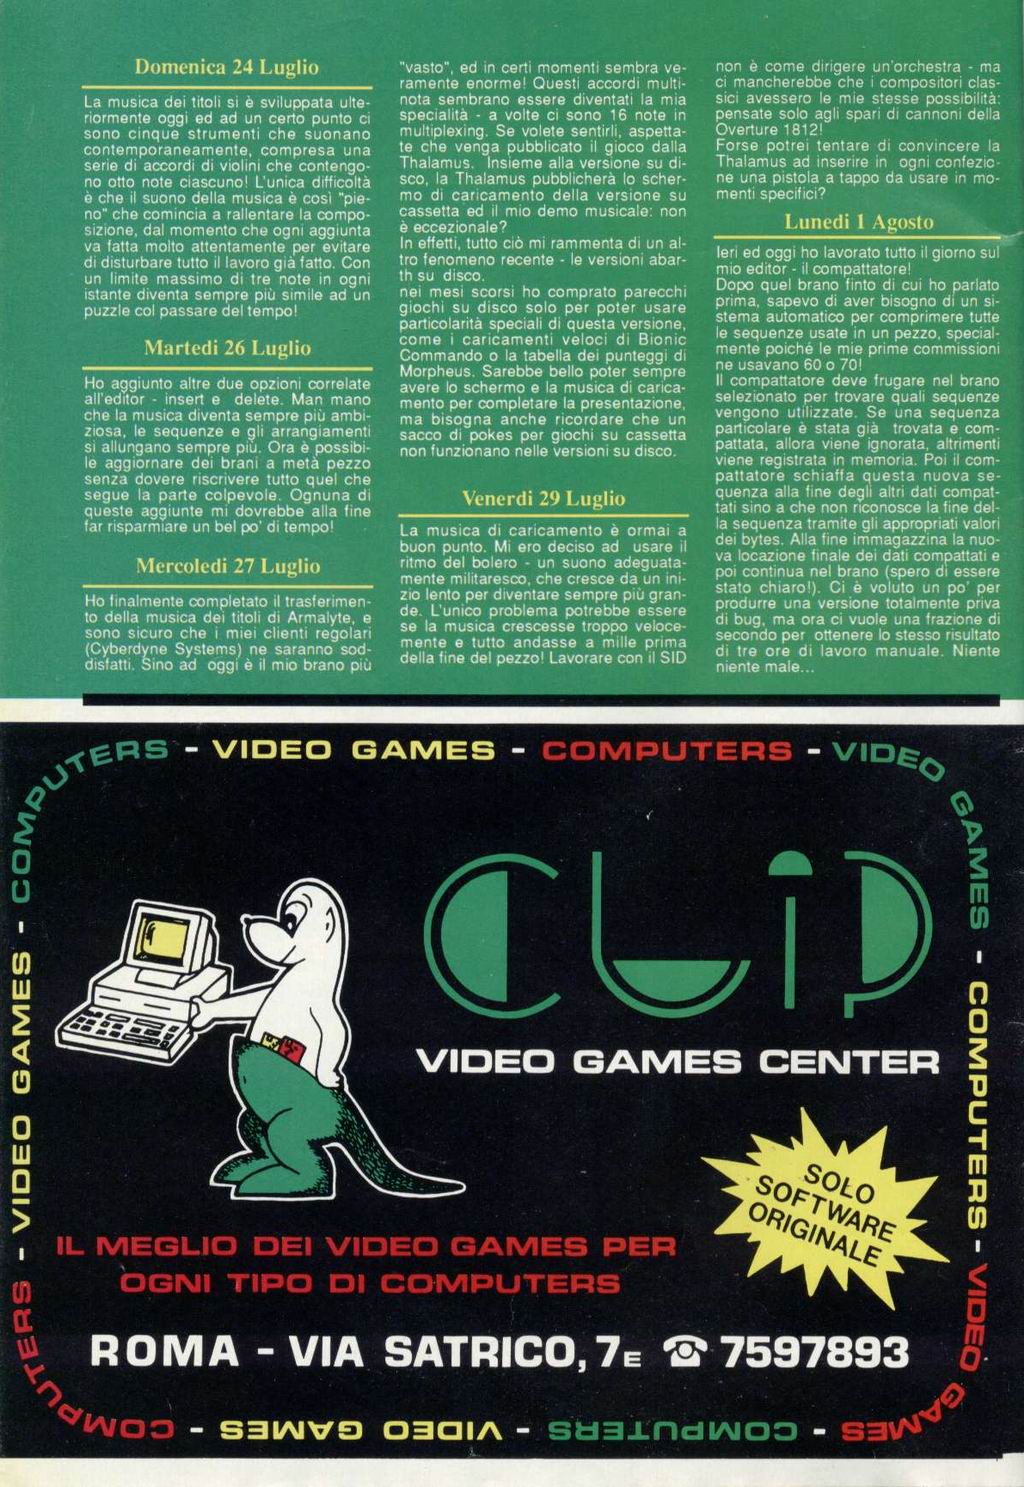 Domenica 24 Luglio
La musica dei titoli si è sviluppata ulte-
riormente oggi ed ad un certo punto ci
sono cinque strumenti che suonano
contemporaneamente, compresa una
serie di accordi di violini che contengo-
no otto note ciascuno! L'unica difficoltà
è che il suono della musica è così "pie-
no" che comincia a rallentare la compo-
sizione, dal momento che ogni aggiunta
va fatta molto attentamente per evitare
di disturbare tutto il lavoro già fatto. Con
un limite massimo di tre note in ogni
istante diventa sempre più simile ad un
puzzle col passare del tempo!
Martedi 26 Luglio
Ho aggiunto altre due opzioni correlate
all'editor - insert e delete. Man mano
che la musica diventa sempre più ambi-
ziosa, le sequenze e gli arrangiamenti
si allungano sempre più. Ora è possibi-
le aggiornare dei brani a metà pezzo
senza dovere riscrivere tutto quel che
segue la parte colpevole. Ognuna di
queste aggiunte mi dovrebbe alla fine
far risparmiare un bel po' di tempo!
Mercoledi 27 Luglio
Ho finalmente completato il trasferimen-
to della musica dei titoli di Armalyte, e
sono sicuro che i miei clienti regolari
(Cyberdyne Systems) ne saranno sod-
disfatti. Sino ad oggi è il mio brano più
"vasto", ed in certi momenti sembra ve-
ramente enorme! Questi accordi multi-
nota sembrano essere diventati la mia
specialità - a volte ci sono 16 note in
multiplexing. Se volete sentirli, aspetta-
te che venga pubblicato il gioco dalla
Thalamus. Insieme alla versione su di-
sco, la Thalamus pubblicherà lo scher-
mo di caricamento della versione su
cassetta ed il mio demo musicale: non
è eccezionale?
In effetti, tutto ciò mi rammenta di un al-
tro fenomeno recente - le versioni abar-
th su disco.
nei mesi scorsi ho comprato parecchi
giochi su disco solo per poter usare
particolarità speciali di questa versione,
come i caricamenti veloci di Bionic
Commando o la tabella dei punteggi di
Morpheus. Sarebbe bello poter sempre
avere lo schermo e la musica di carica-
mento per completare la presentazione,
ma bisogna anche ricordare che un
sacco di pokes per giochi su cassetta
non funzionano nelle versioni su disco.
Venerdi 29 Luglio
La musica di caricamento è ormai a
buon punto. Mi ero deciso ad usare il
ritmo del bolero - un suono adeguata-
mente militaresco, che cresce da un ini-
zio lento per diventare sempre più gran-
de. L'unico problema potrebbe essere
se la musica crescesse troppo veloce-
mente e tutto andasse a mille prima
della fine del pezzo! Lavorare con il SID
non è come dirigere un'orchestra - ma
ci mancherebbe che i compositori clas-
sici avessero le mie stesse possibilità:
pensate solo agli spari di cannoni della
Overture 1812!
Forse potrei tentare di convincere la
Thalamus ad inserire in ogni confezio-
ne una pistola a tappo da usare in mo-
menti specifici?
Lunedi 1 Agosto
Ieri ed oggi ho lavorato tutto il giorno sul
mio editor - il compattatore!
Dopo quel brano finto di cui ho parlato
prima, sapevo di aver bisogno di un si-
stema automatico per comprimere tutte
le sequenze usate in un pezzo, special-
mente poiché le mie prime commissioni
ne usavano 60 o 70!
Il compattatore deve frugare nel brano
selezionato per trovare quali sequenze
vengono utilizzate. Se una sequenza
particolare è stata già trovata e com-
pattata, allora viene ignorata, altrimenti
viene registrata in memoria. Poi il com-
pattatore schiaffa questa nuova se-
quenza alla fine degli altri dati compat-
tati sino a che non riconosce la fine del-
la sequenza tramite gli appropriati valori
dei bytes. Alla fine immagazzina la nuo-
va locazione finale dei dati compattati e
poi continua nel brano (spero di essere
stato chiaro!). Ci è voluto un po' per
produrre una versione totalmente priva
di bug, ma ora ci vuole una frazione di
secondo per ottenere lo stesso risultato
di tre ore di lavoro manuale. Niente
niente male...
COMPUTERS - VIDEO GAMES - COMPUTERS - VIDEO GAMES - COMPUTERS - VIDEO GAMES - COMPUTERS - VIDEO GAMES - COMPUTERS - VIDEO GAMES -
CLIP
VIDEO GAMES CENTER
SOLO
SOFTWARE
ORIGINALE
IL MEGLIO DEI VIDEO GAMES PER
OGNI TIPO DI COMPUTERS
ROMA - VIA SATRICO, 7E ☎ 7597893